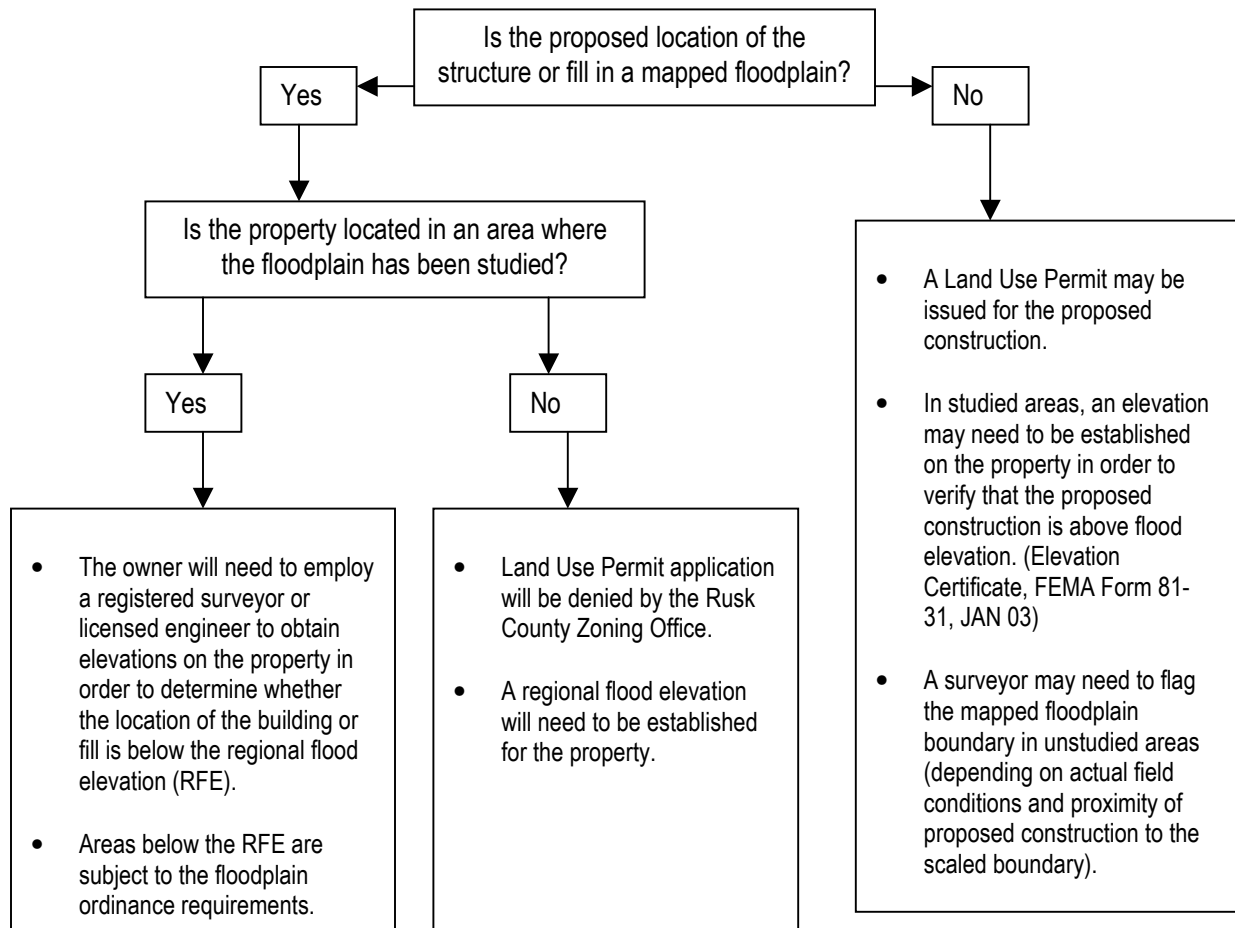 Is the proposed location of the
structure or fill in a mapped floodplain?
Yes
No
Is the property located in an area where
the floodplain has been studied?
Yes
No
• The owner will need to employ
a registered surveyor or
licensed engineer to obtain
elevations on the property in
order to determine whether
the location of the building or
fill is below the regional flood
elevation (RFE).
• Areas below the RFE are
subject to the floodplain
ordinance requirements.
• Land Use Permit application
will be denied by the Rusk
County Zoning Office.
• A regional flood elevation
will need to be established
for the property.
• A Land Use Permit may be
issued for the proposed
construction.
• In studied areas, an elevation
may need to be established
on the property in order to
verify that the proposed
construction is above flood
elevation. (Elevation
Certificate, FEMA Form 81-
31, JAN 03)
• A surveyor may need to flag
the mapped floodplain
boundary in unstudied areas
(depending on actual field
conditions and proximity of
proposed construction to the
scaled boundary).